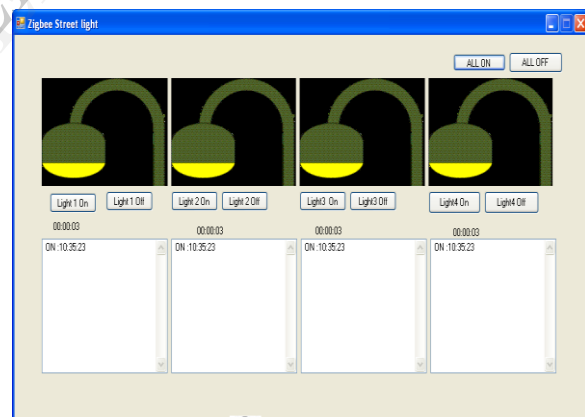 Zigbee Street light
ALL ON ALL OFF
Light 1 On Light 1 Off Light 2 On Light 2 Off Light3 On Light3 Off Light4 On Light4 Off
00:00:03 00:00:03 00:00:03 00:00:03
ON :10:35:23 ON :10:35:23 ON :10:35:23 ON :10:35:23